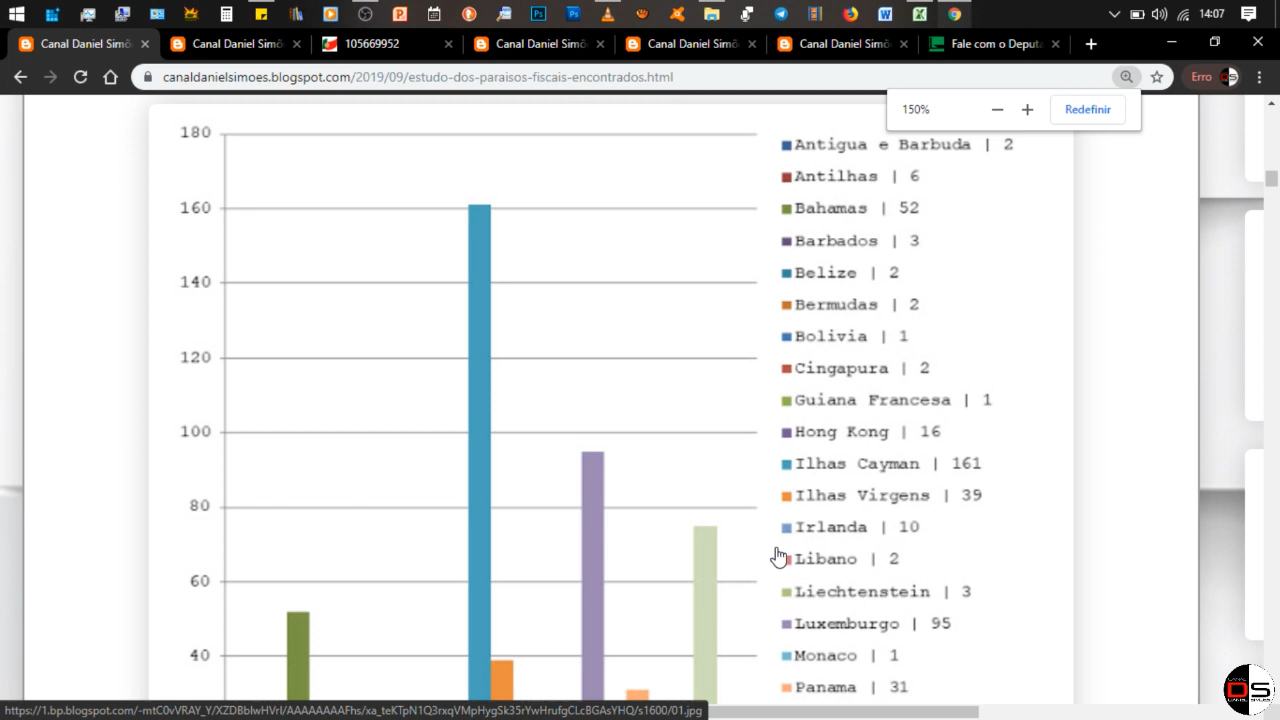 14:07
Canal Daniel Simõ
Canal Daniel Simõ
105669952
Canal Daniel Simõ
Canal Daniel Simõ
Canal Daniel Simõ
Fale com o Deputa
canaldanielsimoes.blogspot.com/2019/09/estudo-dos-paraisos-fiscais-encontrados.html
Erro
150%
Redefinir
180
160
140
120
100
80
60
40
Antigua e Barbuda | 2
Antilhas | 6
Bahamas | 52
Barbados | 3
Belize | 2
Bermudas | 2
Bolivia | 1
Cingapura | 2
Guiana Francesa | 1
Hong Kong | 16
Ilhas Cayman | 161
Ilhas Virgens | 39
Irlanda | 10
Libano | 2
Liechtenstein | 3
Luxemburgo | 95
Monaco | 1
Panama | 31
https://1.bp.blogspot.com/-mtC0vVRAY_Y/XZDBblwHVrI/AAAAAAAAFhs/xa_teKTpN1Q3rxqVMpHygSk35rYwHrufgCLcBGAsYHQ/s1600/01.jpg
CANAL
DS
DANIEL SIMÕES